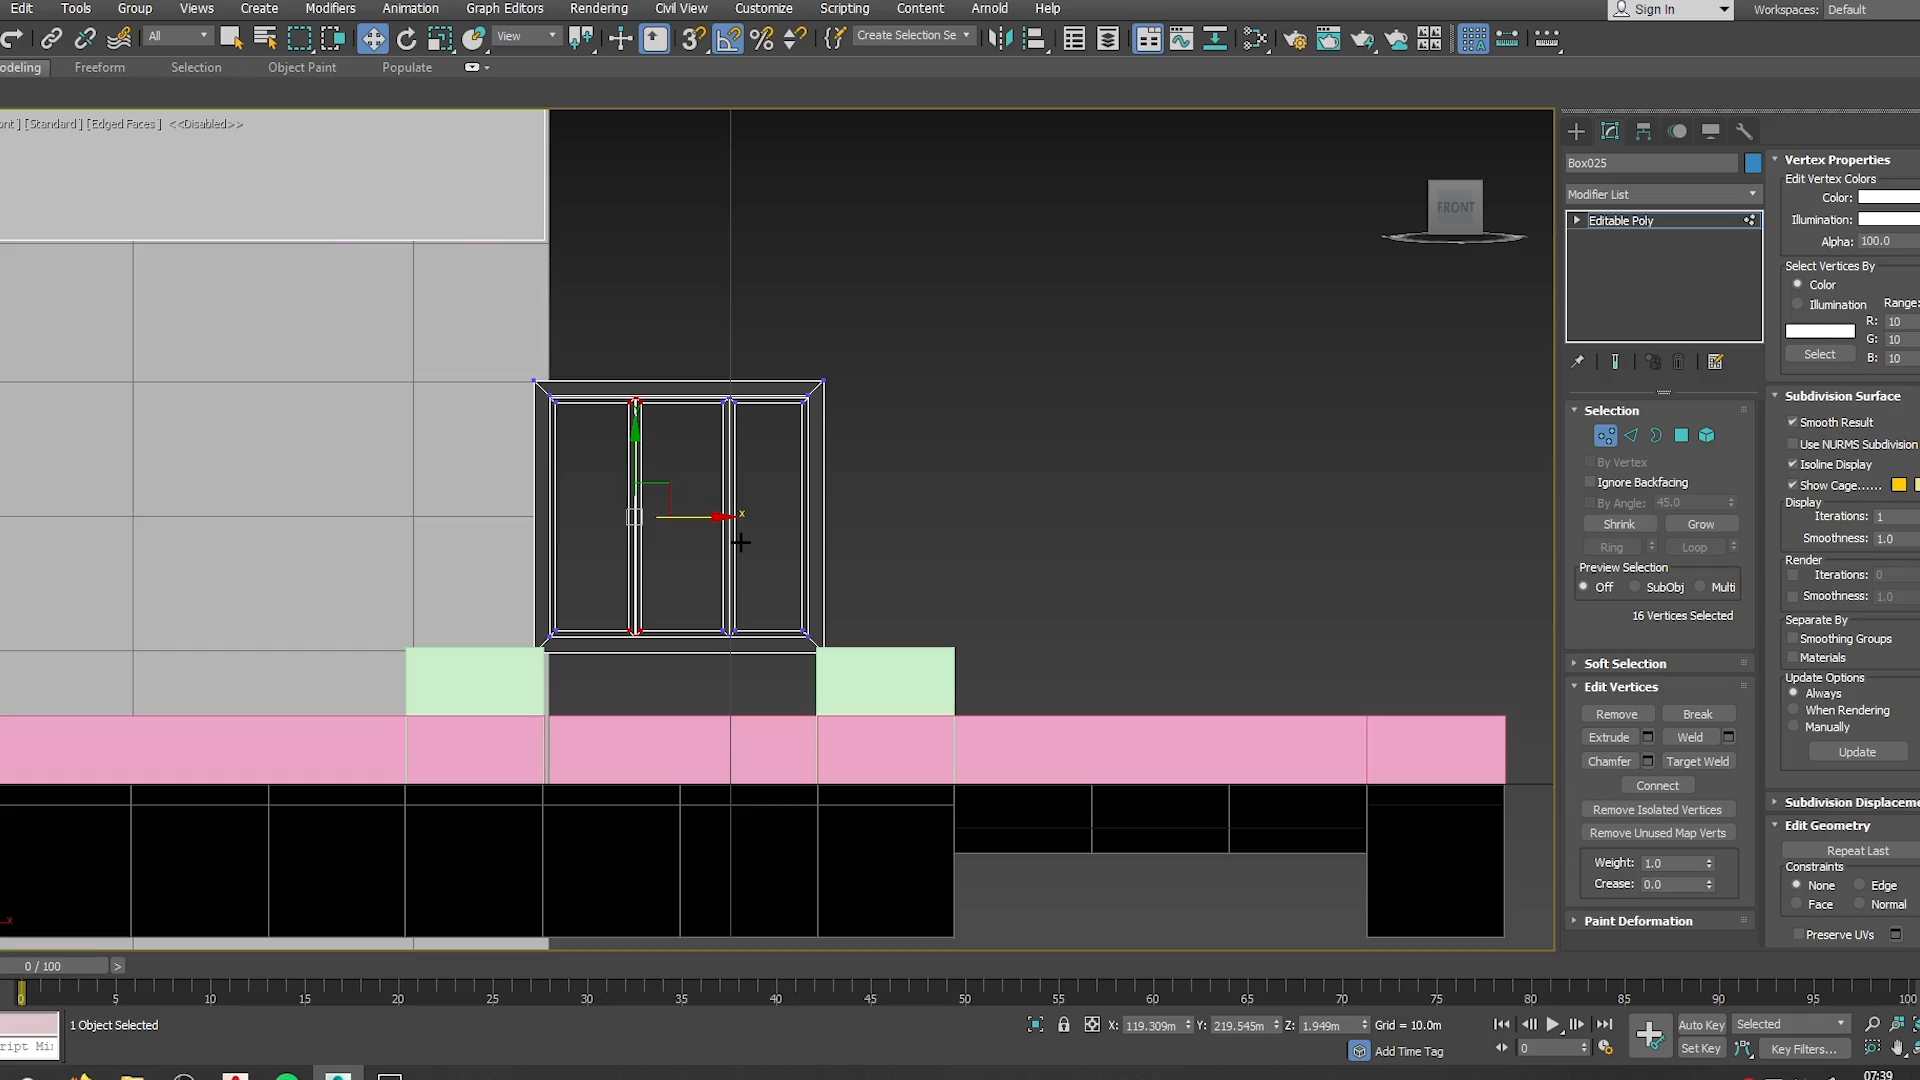 Edit Tools Group Views Create Modifiers Animation Graph Editors Rendering Civil View Customize Scripting Content Arnold Help Sign In Workspaces: Default
All View Create Selection Se
odeling Freeform Selection Object Paint Populate
ont ] [Standard ] [Edged Faces ] <<Disabled>>
FRONT
x
x
Box025
Modifier List
Editable Poly
Selection
By Vertex
Ignore Backfacing
By Angle: 45.0
Shrink Grow
Ring Loop
Preview Selection
Off SubObj Multi
16 Vertices Selected
Soft Selection
Edit Vertices
Remove Break
Extrude Weld
Chamfer Target Weld
Connect
Remove Isolated Vertices
Remove Unused Map Verts
Weight: 1.0
Crease: 0.0
Paint Deformation
Vertex Properties
Edit Vertex Colors
Color:
Illumination:
Alpha: 100.0
Select Vertices By
Color
Illumination Range:
R: 10
G: 10
Select B: 10
Subdivision Surface
Smooth Result
Use NURMS Subdivision
Isoline Display
Show Cage......
Display
Iterations: 1
Smoothness: 1.0
Render
Iterations: 0
Smoothness: 1.0
Separate By
Smoothing Groups
Materials
Update Options
Always
When Rendering
Manually
Update
Subdivision Displaceme
Edit Geometry
Repeat Last
Constraints
None Edge
Face Normal
Preserve UVs
0 / 100 >
0 5 10 15 20 25 30 35 40 45 50 55 60 65 70 75 80 85 90 95 100
1 Object Selected X: 119.309m Y: 219.545m Z: 1.949m Grid = 10.0m Auto Key Selected
ript Mi Add Time Tag 0 Set Key Key Filters...
07:39